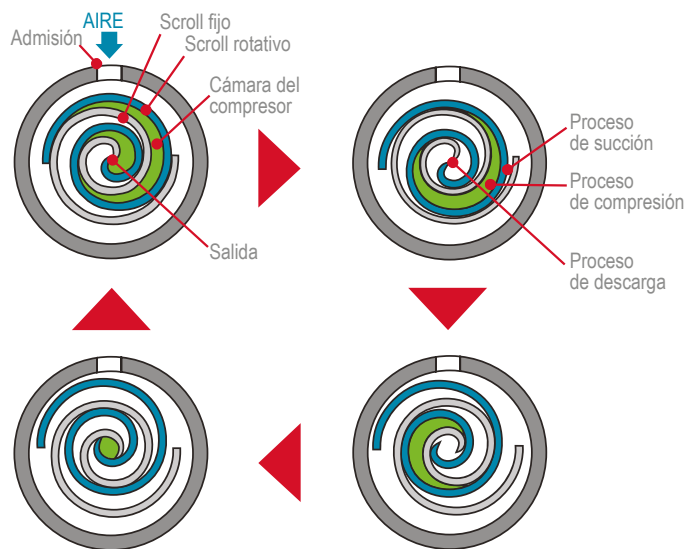 AIRE
Admisión
Scroll fijo
Scroll rotativo
Cámara del
compresor
Salida
Proceso
de succión
Proceso
de compresión
Proceso
de descarga